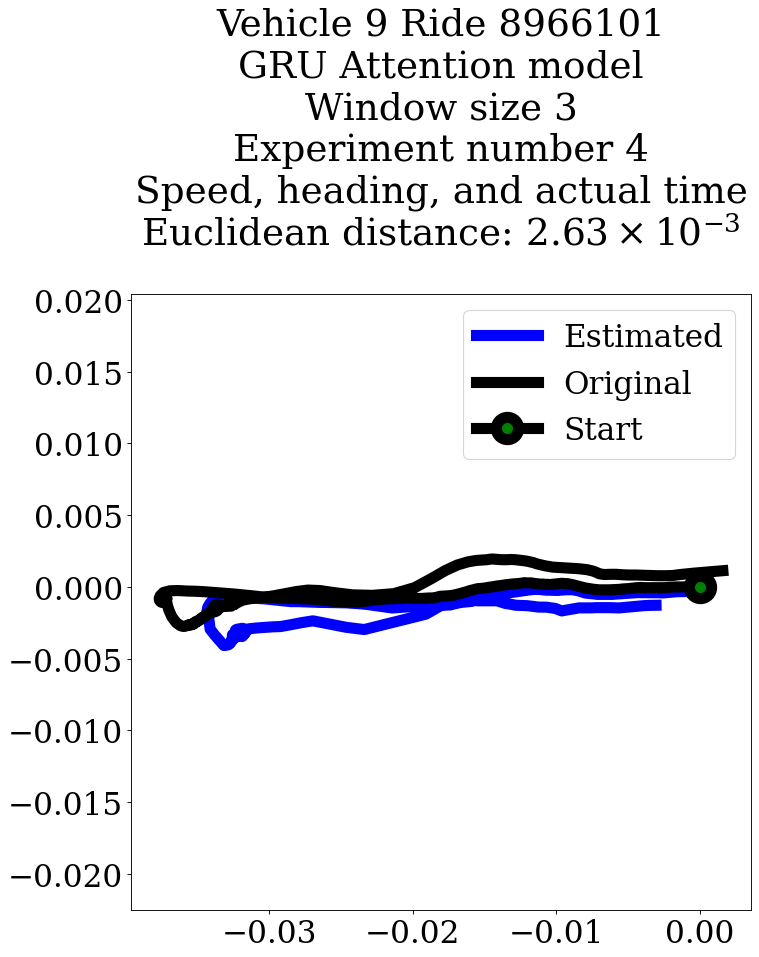 Vehicle 9 Ride 8966101
GRU Attention model
Window size 3
Experiment number 4
Speed, heading, and actual time
Euclidean distance: 2.63 × 10⁻³
Estimated
Original
Start
0.020
0.015
0.010
0.005
0.000
−0.005
−0.010
−0.015
−0.020
−0.03
−0.02
−0.01
0.00